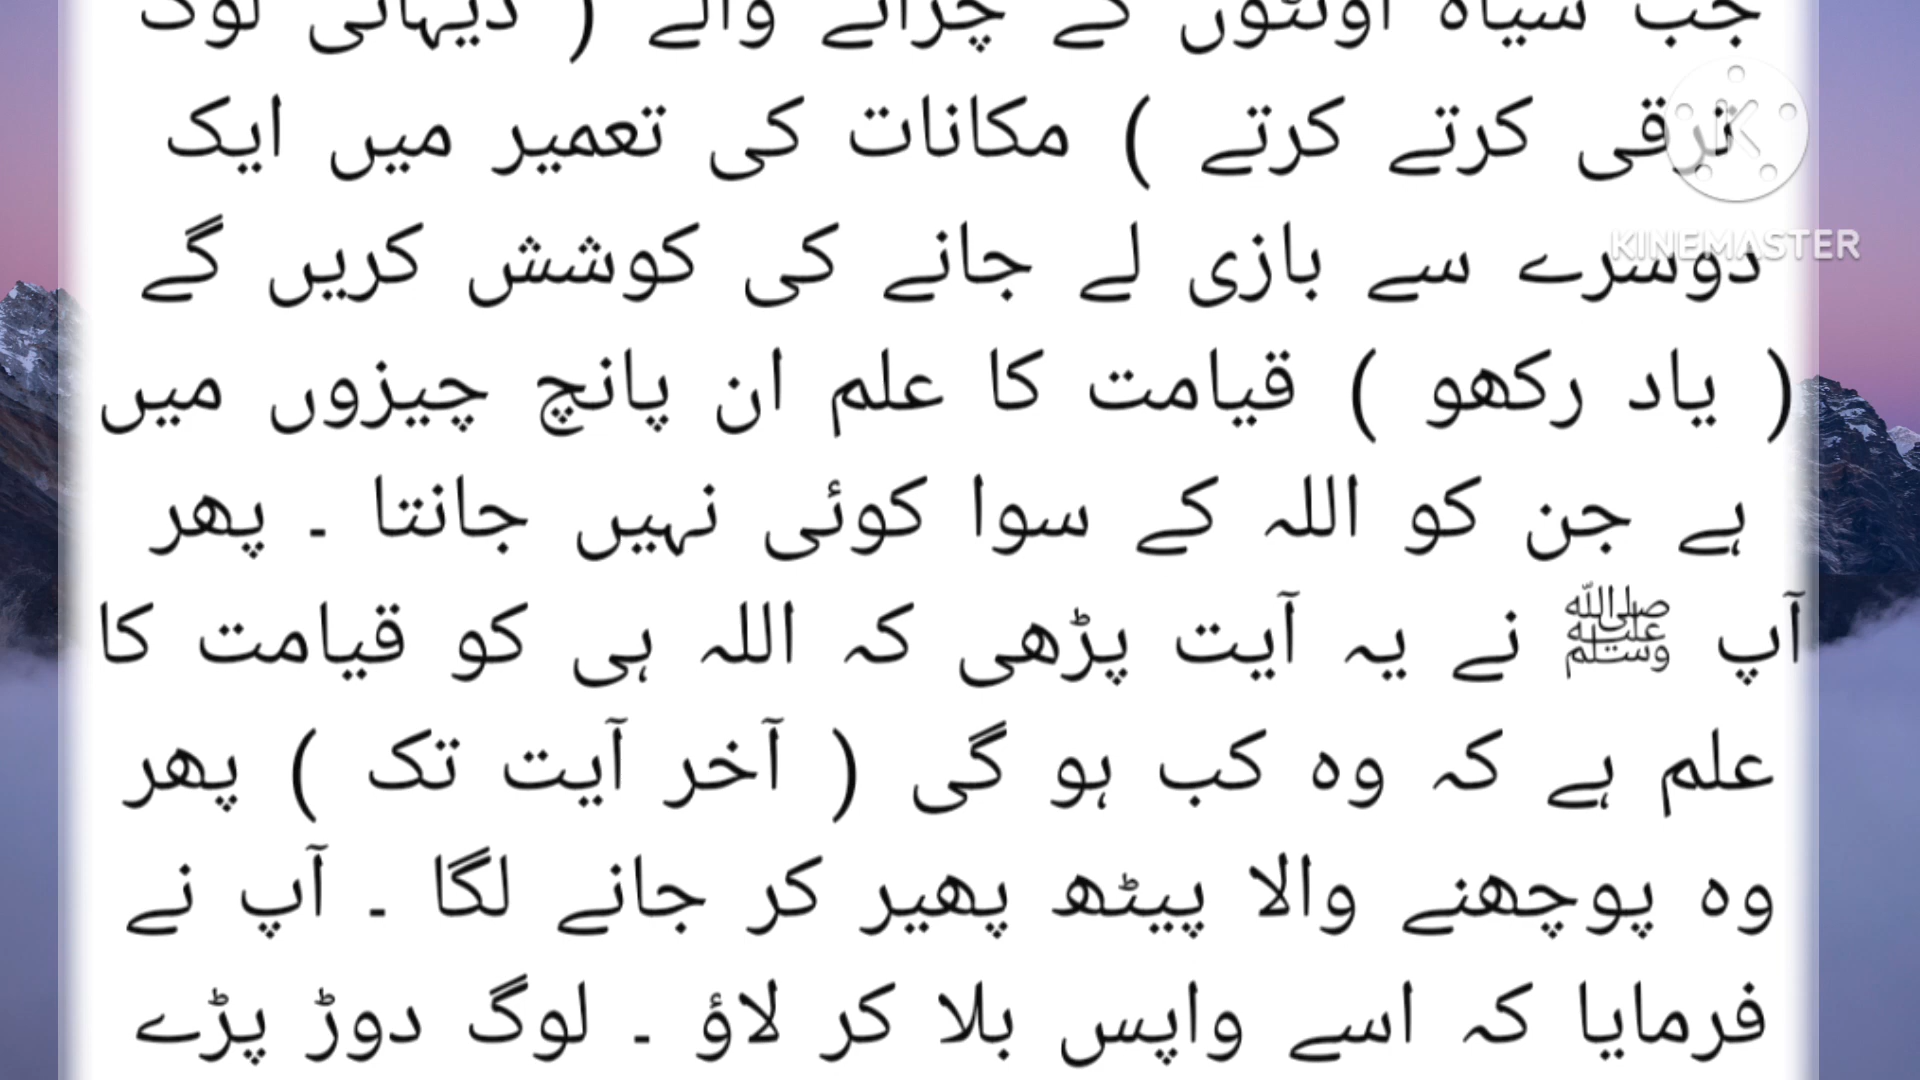 جب سیاہ اونٹوں کے چرانے والے ( دیہاتی لوگ
ترقی کرتے کرتے ) مکانات کی تعمیر میں ایک
دوسرے سے بازی لے جانے کی کوشش کریں گے
( یاد رکھو ) قیامت کا علم ان پانچ چیزوں میں
ہے جن کو اللہ کے سوا کوئی نہیں جانتا ۔ پھر
آپ ﷺ نے یہ آیت پڑھی کہ اللہ ہی کو قیامت کا
علم ہے کہ وہ کب ہو گی ( آخر آیت تک ) پھر
وہ پوچھنے والا پیٹھ پھیر کر جانے لگا ۔ آپ نے
فرمایا کہ اسے واپس بلا کر لاؤ ۔ لوگ دوڑ پڑے
KINEMASTER